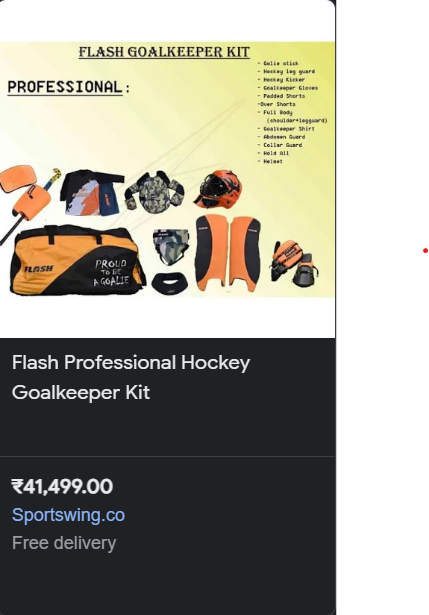 FLASH GOALKEEPER KIT
PROFESSIONAL:
- Golie stick
- Hockey leg guard
- Hockey Kicker
- Goalkeeper Gloves
- Padded Shorts
-Over Shorts
- Full Body
(shoulder+legguard)
- Goalkeeper Shirt
- Abdomen Guard
- Collar Guard
- Hold All
- Helmet
FLASH
PROUD
TO BE
A GOALIE
Flash Professional Hockey
Goalkeeper Kit
₹41,499.00
Sportswing.co
Free delivery